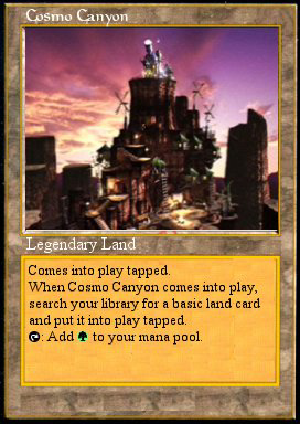 Cosmo Canyon
Legendary Land
Comes into play tapped.
When Cosmo Canyon comes into play,
search your library for a basic land card
and put it into play tapped.
: Add to your mana pool.